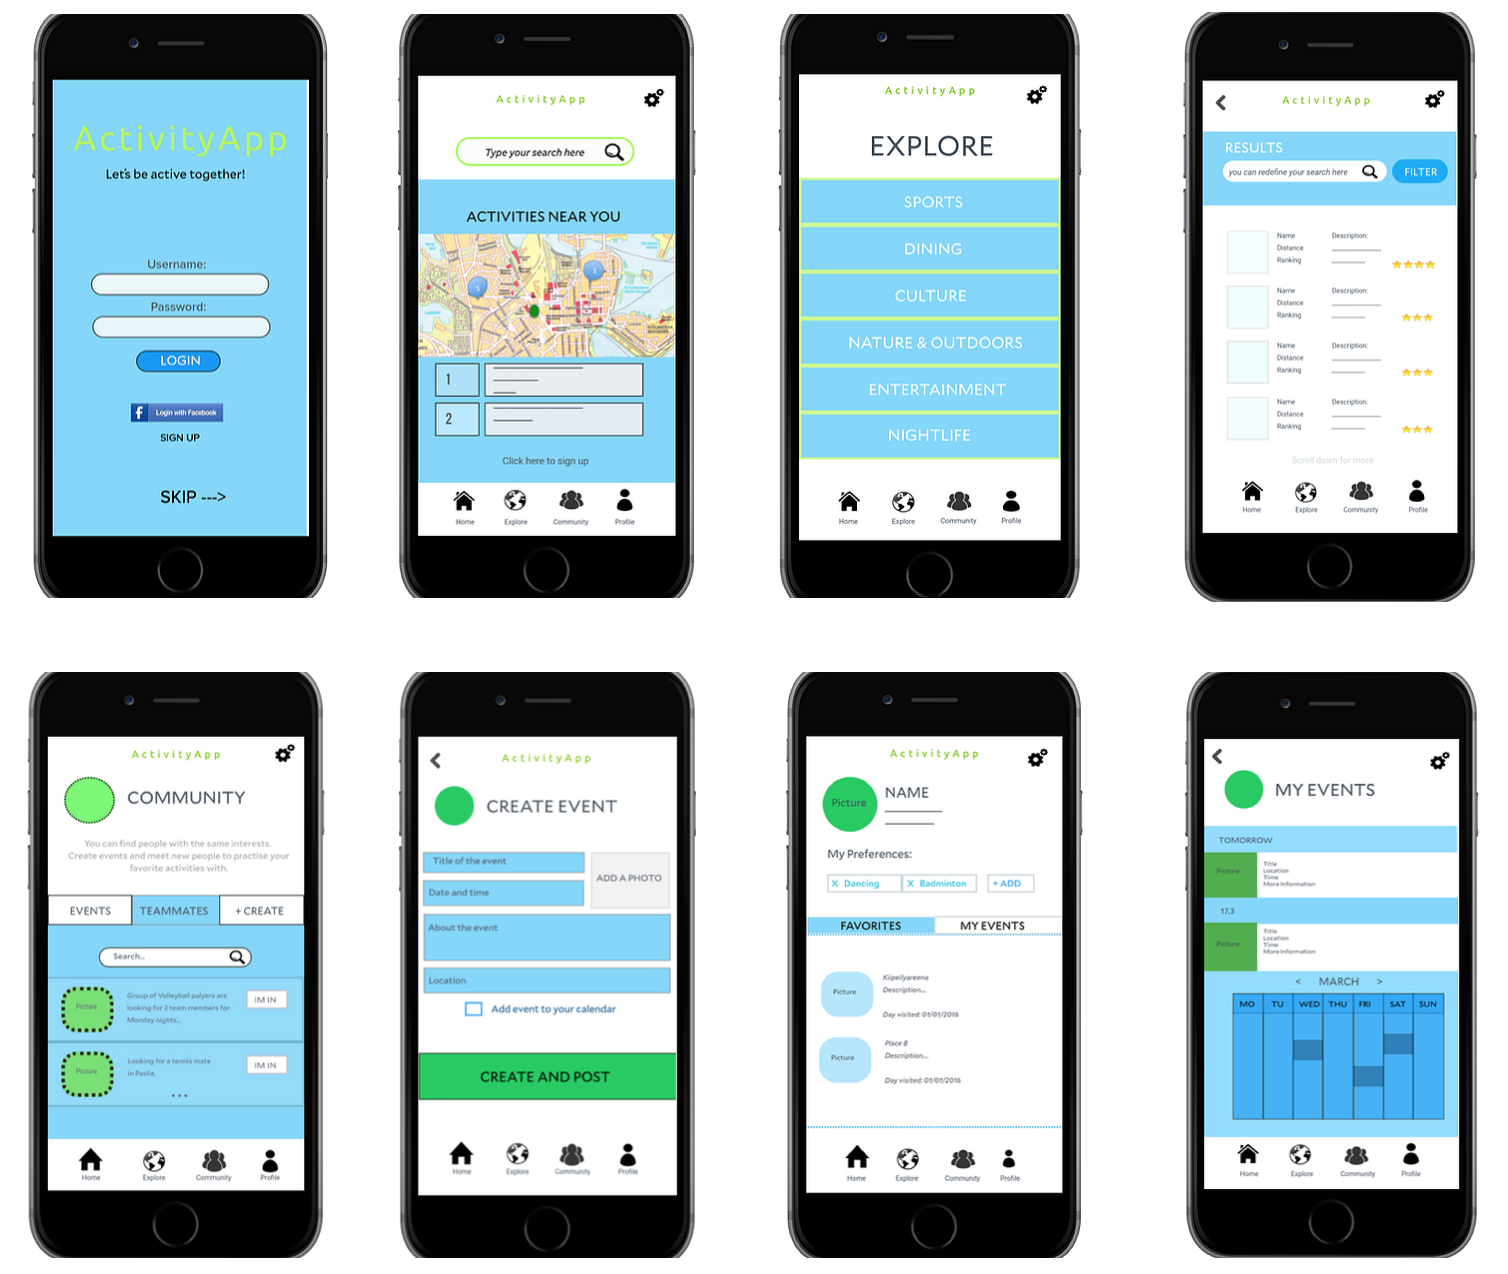 ActivityApp
Let's be active together!
Username:
Password:
LOGIN
f Login with Facebook
SIGN UP
SKIP --->
ActivityApp
Type your search here
ACTIVITIES NEAR YOU
1
2
1
2
Click here to sign up
Home Explore Community Profile
ActivityApp
EXPLORE
SPORTS
DINING
CULTURE
NATURE & OUTDOORS
ENTERTAINMENT
NIGHTLIFE
Home Explore Community Profile
ActivityApp
RESULTS
you can redefine your search here
FILTER
Name Description:
Distance
Ranking
Name Description:
Distance
Ranking
Name Description:
Distance
Ranking
Name Description:
Distance
Ranking
Scroll down for more
Home Explore Community Profile
ActivityApp
COMMUNITY
You can find people with the same interests.
Create events and meet new people to practise your
favorite activities with.
EVENTS TEAMMATES + CREATE
Search...
Picture
Group of Volleyball palyers are
looking for 2 team members for
Monday nights...
IM IN
Picture
Looking for a tennis mate
in Pasila.
IM IN
...
Home Explore Community Profile
ActivityApp
CREATE EVENT
Title of the event
Date and time
ADD A PHOTO
About the event
Location
Add event to your calendar
CREATE AND POST
Home Explore Community Profile
ActivityApp
Picture
NAME
My Preferences:
X Dancing X Badminton + ADD
FAVORITES MY EVENTS
Picture
Kiipeilyareena
Description...
Day visited: 01/01/2016
Picture
Place B
Description...
Day visited: 01/01/2016
Home Explore Community Profile
MY EVENTS
TOMORROW
Picture
Title
Location
Time
More Information
17.3
Picture
Title
Location
Time
More Information
< MARCH >
MO TU WED THU FRI SAT SUN
Home Explore Community Profile